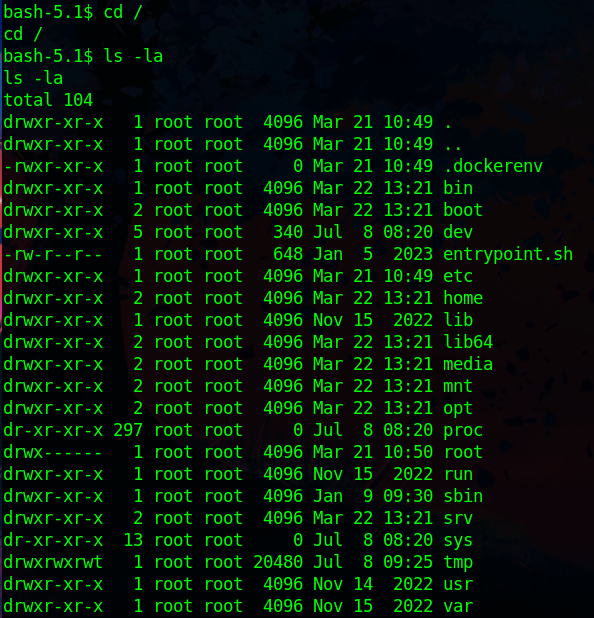 bash-5.1$ cd /
cd /
bash-5.1$ ls -la
ls -la
total 104
drwxr-xr-x   1 root root  4096 Mar 21 10:49 .
drwxr-xr-x   1 root root  4096 Mar 21 10:49 ..
-rwxr-xr-x   1 root root     0 Mar 21 10:49 .dockerenv
drwxr-xr-x   1 root root  4096 Mar 22 13:21 bin
drwxr-xr-x   2 root root  4096 Mar 22 13:21 boot
drwxr-xr-x   5 root root   340 Jul  8 08:20 dev
-rw-r--r--   1 root root   648 Jan  5  2023 entrypoint.sh
drwxr-xr-x   1 root root  4096 Mar 21 10:49 etc
drwxr-xr-x   2 root root  4096 Mar 22 13:21 home
drwxr-xr-x   1 root root  4096 Nov 15  2022 lib
drwxr-xr-x   2 root root  4096 Mar 22 13:21 lib64
drwxr-xr-x   2 root root  4096 Mar 22 13:21 media
drwxr-xr-x   2 root root  4096 Mar 22 13:21 mnt
drwxr-xr-x   2 root root  4096 Mar 22 13:21 opt
dr-xr-xr-x 297 root root     0 Jul  8 08:20 proc
drwx------   1 root root  4096 Mar 21 10:50 root
drwxr-xr-x   1 root root  4096 Nov 15  2022 run
drwxr-xr-x   1 root root  4096 Jan  9 09:30 sbin
drwxr-xr-x   2 root root  4096 Mar 22 13:21 srv
dr-xr-xr-x  13 root root     0 Jul  8 08:20 sys
drwxrwxrwt   1 root root 20480 Jul  8 09:25 tmp
drwxr-xr-x   1 root root  4096 Nov 14  2022 usr
drwxr-xr-x   1 root root  4096 Nov 15  2022 var